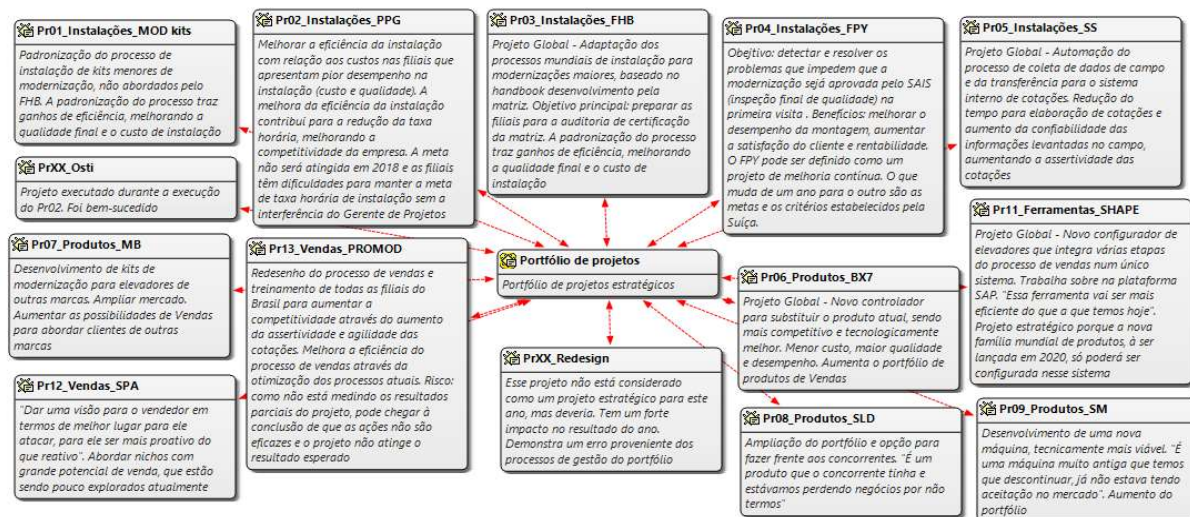 Pr01_Instalações_MOD kits
Padronização do processo de
instalação de kits menores de
modernização, não abordados pelo
FHB. A padronização do processo traz
ganhos de eficiência, melhorando a
qualidade final e o custo de instalação
PrXX_Osti
Projeto executado durante a execução
do Pr02. Foi bem-sucedido
Pr07_Produtos_MB
Desenvolvimento de kits de
modernização para elevadores de
outras marcas. Ampliar mercado.
Aumentar as possibilidades de Vendas
para abordar clientes de outras
marcas
Pr12_Vendas_SPA
"Dar uma visão para o vendedor em
termos de melhor lugar para ele
atacar, para ele ser mais proativo do
que reativo". Abordar nichos com
grande potencial de venda, que estão
sendo pouco explorados atualmente
Pr02_Instalações_PPG
Melhorar a eficiência da instalação
com relação aos custos nas filiais que
apresentam pior desempenho na
instalação (custo e qualidade). A
melhora da eficiência da instalação
contribui para a redução da taxa
horária, melhorando a
competitividade da empresa. A meta
não será atingida em 2018 e as filiais
têm dificuldades para manter a meta
de taxa horária de instalação sem a
interferência do Gerente de Projetos
Pr13_Vendas_PROMOD
Redesenho do processo de vendas e
treinamento de todas as filiais do
Brasil para aumentar a
competitividade através do aumento
da assertividade e agilidade das
cotações. Melhora a eficiência do
processo de vendas através da
otimização dos processos atuais. Risco:
como não está medindo os resultados
parciais do projeto, pode chegar à
conclusão de que as ações não são
eficazes e o projeto não atinge o
resultado esperado
Pr03_Instalações_FHB
Projeto Global - Adaptação dos
processos mundiais de instalação para
modernizações maiores, baseado no
handbook desenvolvimento pela
matriz. Objetivo principal: preparar as
filiais para a auditoria de certificação
da matriz. A padronização do processo
traz ganhos de eficiência, melhorando
a qualidade final e o custo de
instalação
Portfólio de projetos
Portfólio de projetos estratégicos
PrXX_Redesign
Esse projeto não está considerado
como um projeto estratégico para este
ano, mas deveria. Tem um forte
impacto no resultado do ano.
Demonstra um erro proveniente dos
processos de gestão do portfólio
Pr04_Instalações_FPY
Obejtivo: detectar e resolver os
problemas que impedem que a
modernização sejá aprovada pelo SAIS
(inspeção final de qualidade) na
primeira visita . Benefícios: melhorar o
desempenho da montagem, aumentar
a satisfação do cliente e rentabilidade.
O FPY pode ser definido como um
projeto de melhoria contínua. O que
muda de um ano para o outro são as
metas e os critérios estabelecidos pela
Suíça.
Pr06_Produtos_BX7
Projeto Global - Novo controlador
para substituir o produto atual, sendo
mais competitivo e tecnologicamente
melhor. Menor custo, maior qualidade
e desempenho. Aumenta o portfólio de
produtos de Vendas
Pr08_Produtos_SLD
Ampliação do portfólio e opção para
fazer frente aos concorrentes. "É um
produto que o concorrente tinha e
estávamos perdendo negócios por não
termos"
Pr05_Instalações_SS
Projeto Global - Automação do
processo de coleta de dados de campo
e da transferência para o sistema
interno de cotações. Redução do
tempo para elaboração de cotações e
aumento da confiabilidade das
informações levantadas no campo,
aumentando a assertividade das
cotações
Pr11_Ferramentas_SHAPE
Projeto Global - Novo configurador de
elevadores que integra várias etapas
do processo de vendas num único
sistema. Trabalha sobre na plataforma
SAP. "Essa ferramenta vai ser mais
eficiente do que a que temos hoje".
Projeto estratégico porque a nova
família mundial de produtos, à ser
lançada em 2020, só poderá ser
configurada nesse sistema
Pr09_Produtos_SM
Desenvolvimento de uma nova
máquina, tecnicamente mais viável. "É
uma máquina muito antiga que temos
que descontinuar, já não estava tendo
aceitação no mercado". Aumento do
portfólio